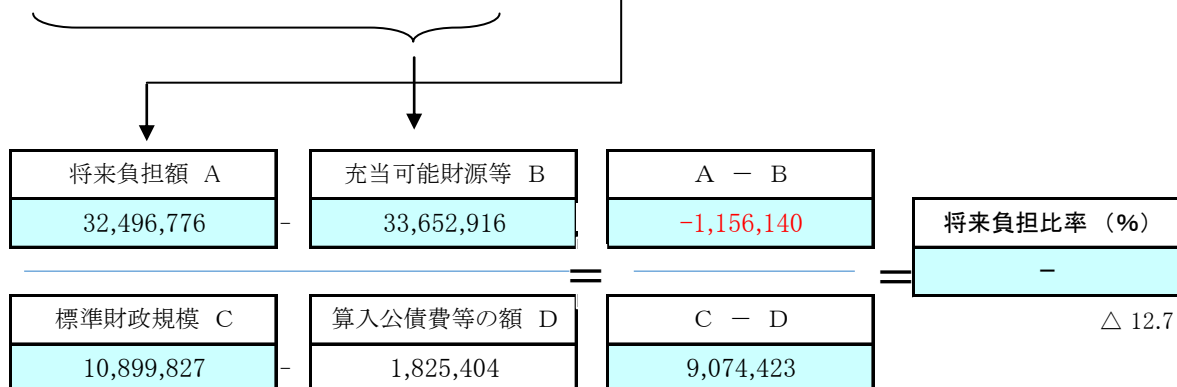 将来負担額 A
充当可能財源等 B
A － B
32,496,776
-
33,652,916
-1,156,140
将来負担比率 （%）
=
=
－
標準財政規模 C
算入公債費等の額 D
C － D
△ 12.7
10,899,827
-
1,825,404
9,074,423